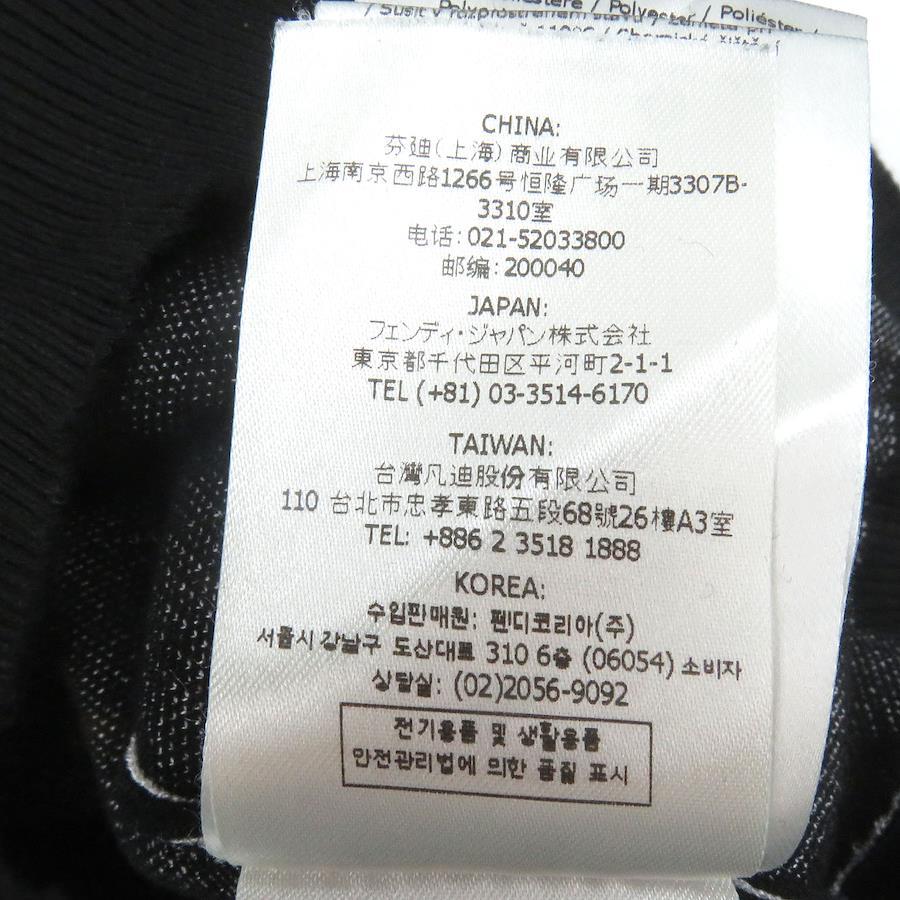 / Polyester / Poliéster /
CHINA:
芬迪(上海)商业有限公司
上海南京西路1266号恒隆广场一期3307B-
3310室
电话:021-52033800
邮编:200040
JAPAN:
フェンディ・ジャパン株式会社
東京都千代田区平河町2-1-1
TEL (+81) 03-3514-6170
TAIWAN:
台灣凡迪股份有限公司
110 台北市忠孝東路五段68號26樓A3室
TEL: +886 2 3518 1888
KOREA:
수입판매원: 펜디코리아(주)
서울시 강남구 도산대로 310 6층 (06054) 소비자
상담실: (02)2056-9092
전기용품 및 생활용품
안전관리법에 의한 품질 표시